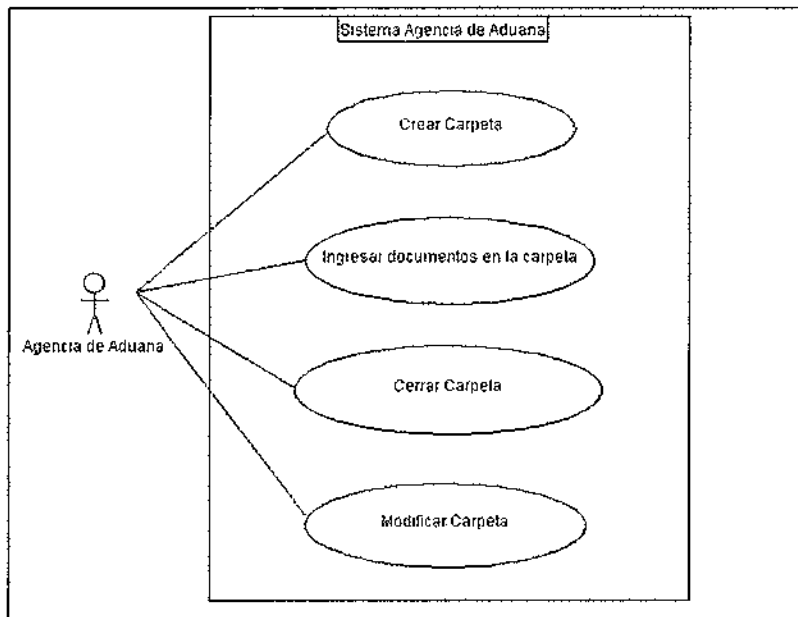 Sistema Agencia de Aduana
Crear Carpeta
Ingresar documentos en la carpeta
Agencia de Aduana
Cerrar Carpeta
Modificar Carpeta